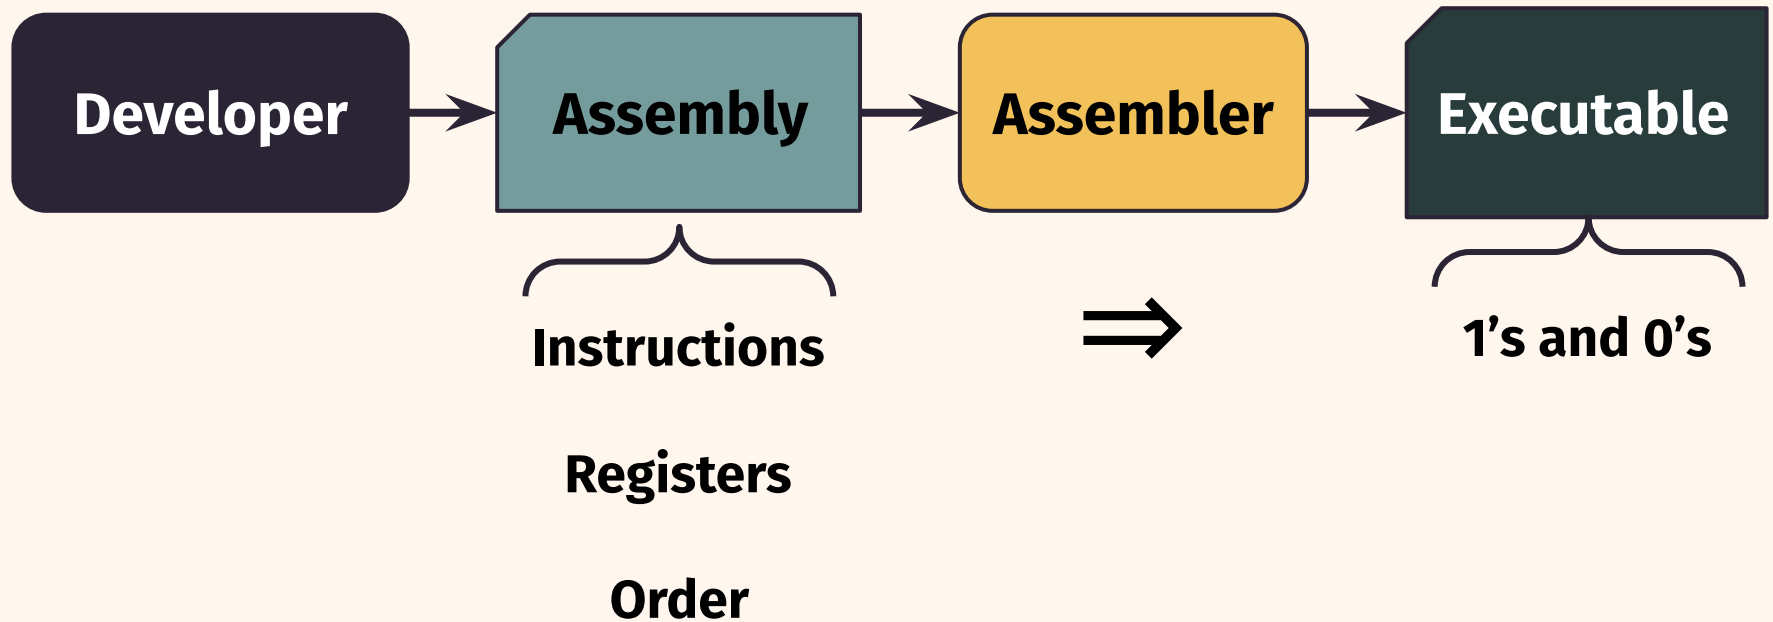 Developer
Assembly
Assembler
Executable
Instructions
⇒
1’s and 0’s
Registers
Order